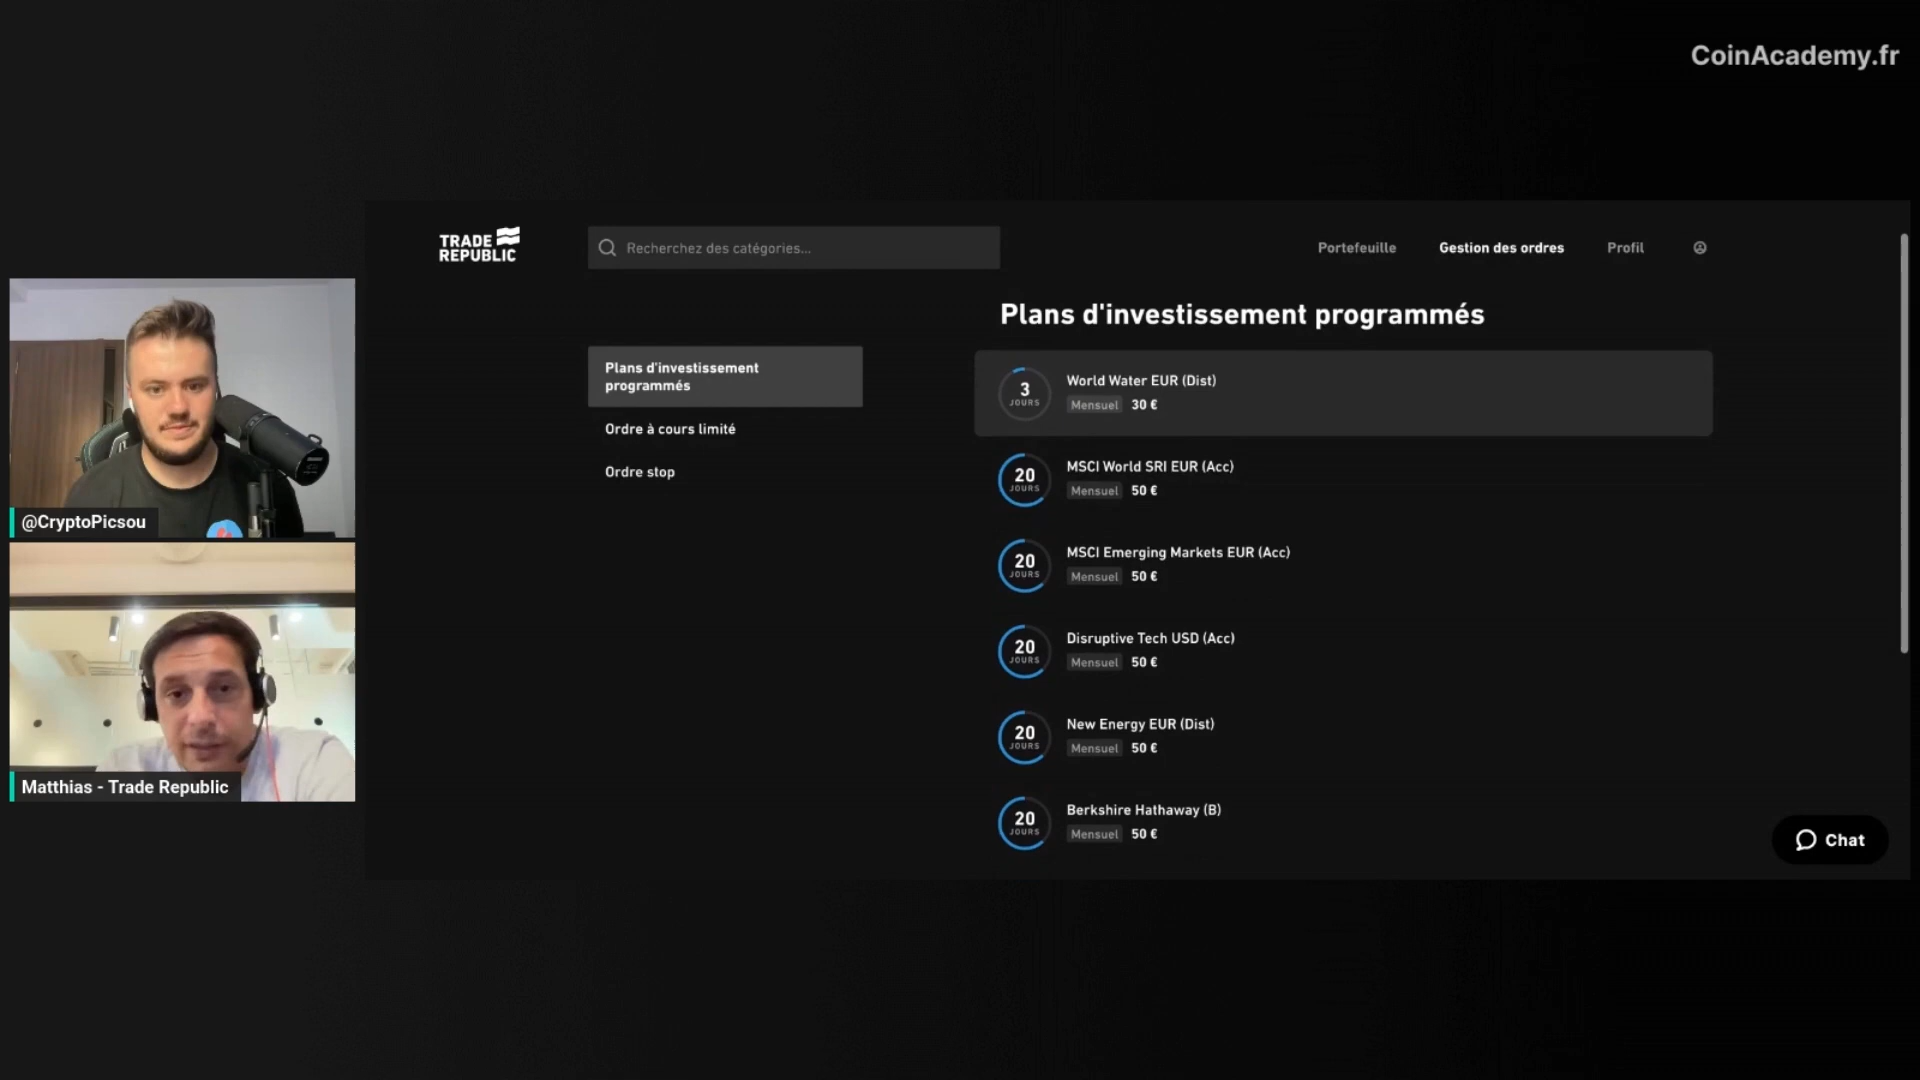 CoinAcademy.fr
TRADE
REPUBLIC
Recherchez des catégories...
Portefeuille
Gestion des ordres
Profil
Plans d'investissement programmés
Plans d'investissement
programmés
Ordre à cours limité
Ordre stop
3
JOURS
World Water EUR (Dist)
Mensuel 30 €
20
JOURS
MSCI World SRI EUR (Acc)
Mensuel 50 €
20
JOURS
MSCI Emerging Markets EUR (Acc)
Mensuel 50 €
20
JOURS
Disruptive Tech USD (Acc)
Mensuel 50 €
20
JOURS
New Energy EUR (Dist)
Mensuel 50 €
20
JOURS
Berkshire Hathaway (B)
Mensuel 50 €
Chat
@CryptoPicsou
Matthias - Trade Republic